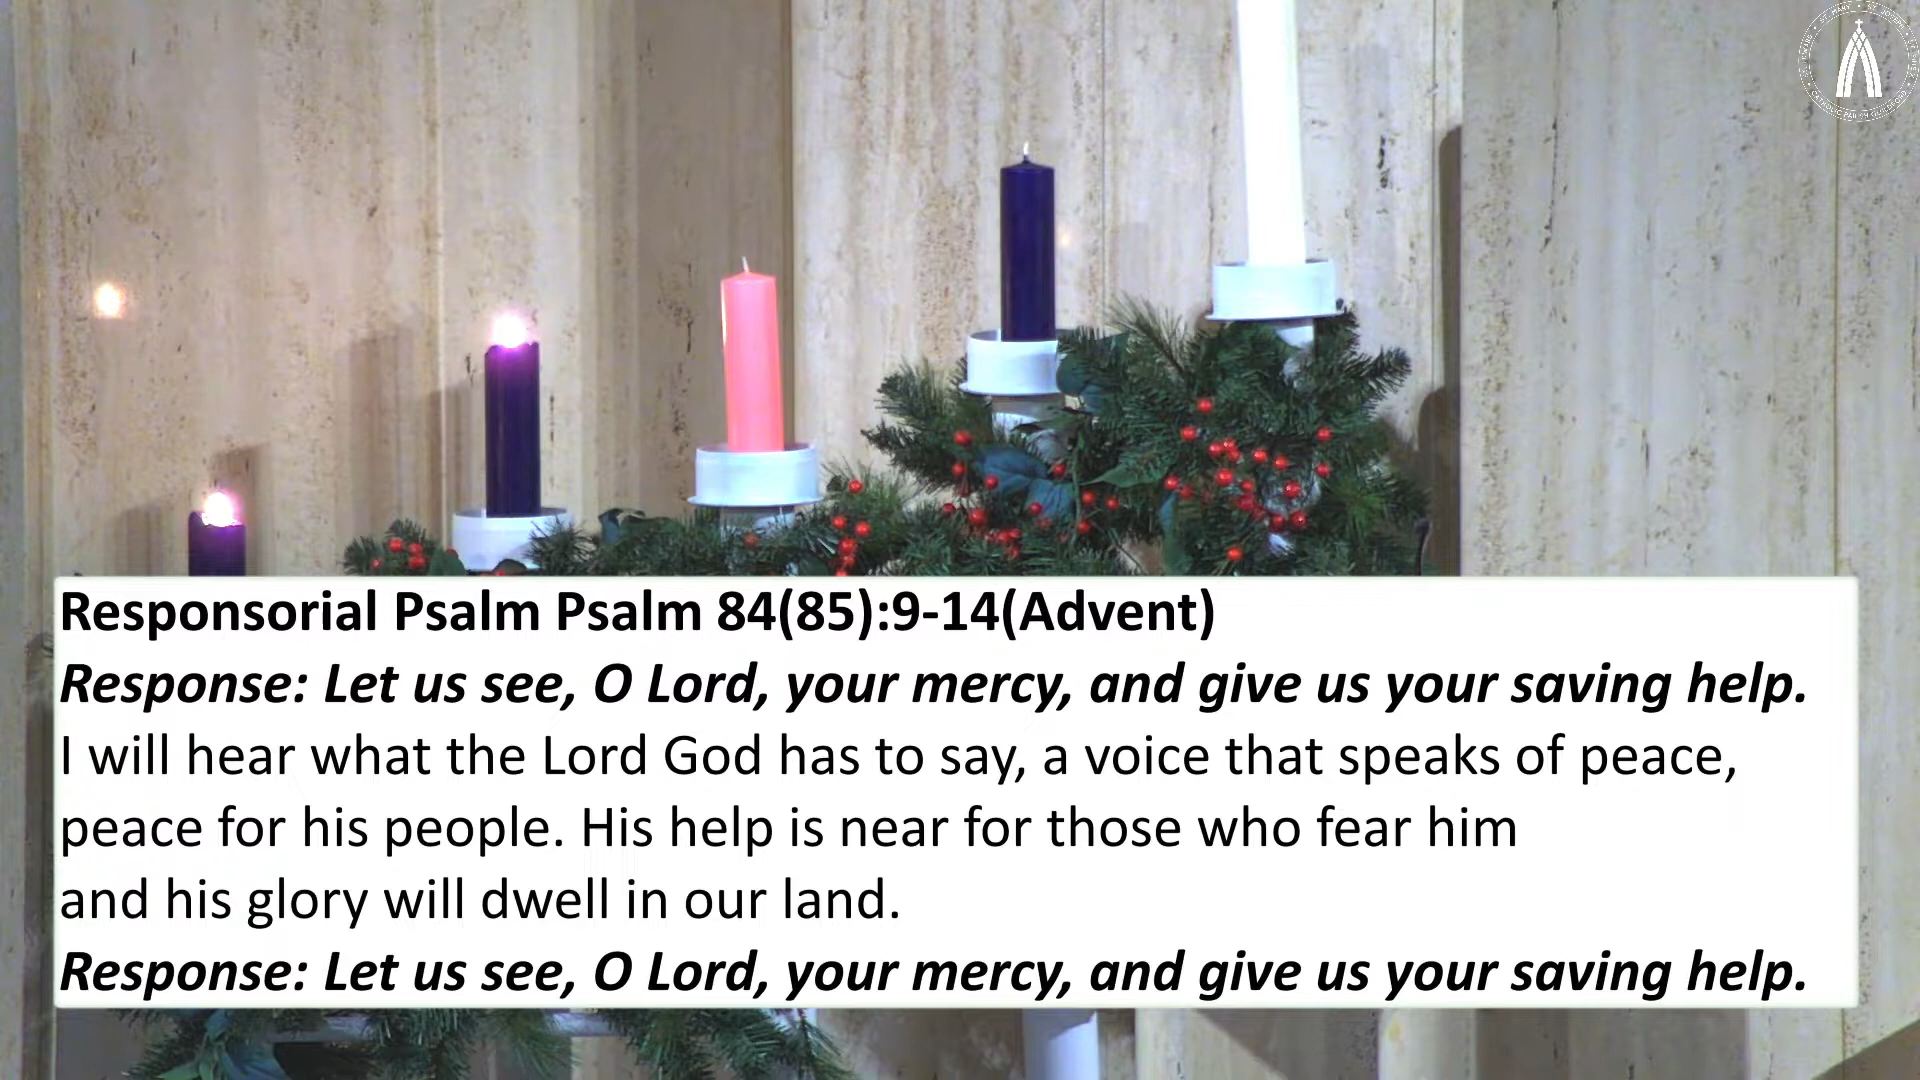 Responsorial Psalm Psalm 84(85):9-14(Advent)
Response: Let us see, O Lord, your mercy, and give us your saving help.
I will hear what the Lord God has to say, a voice that speaks of peace,
peace for his people. His help is near for those who fear him
and his glory will dwell in our land.
Response: Let us see, O Lord, your mercy, and give us your saving help.